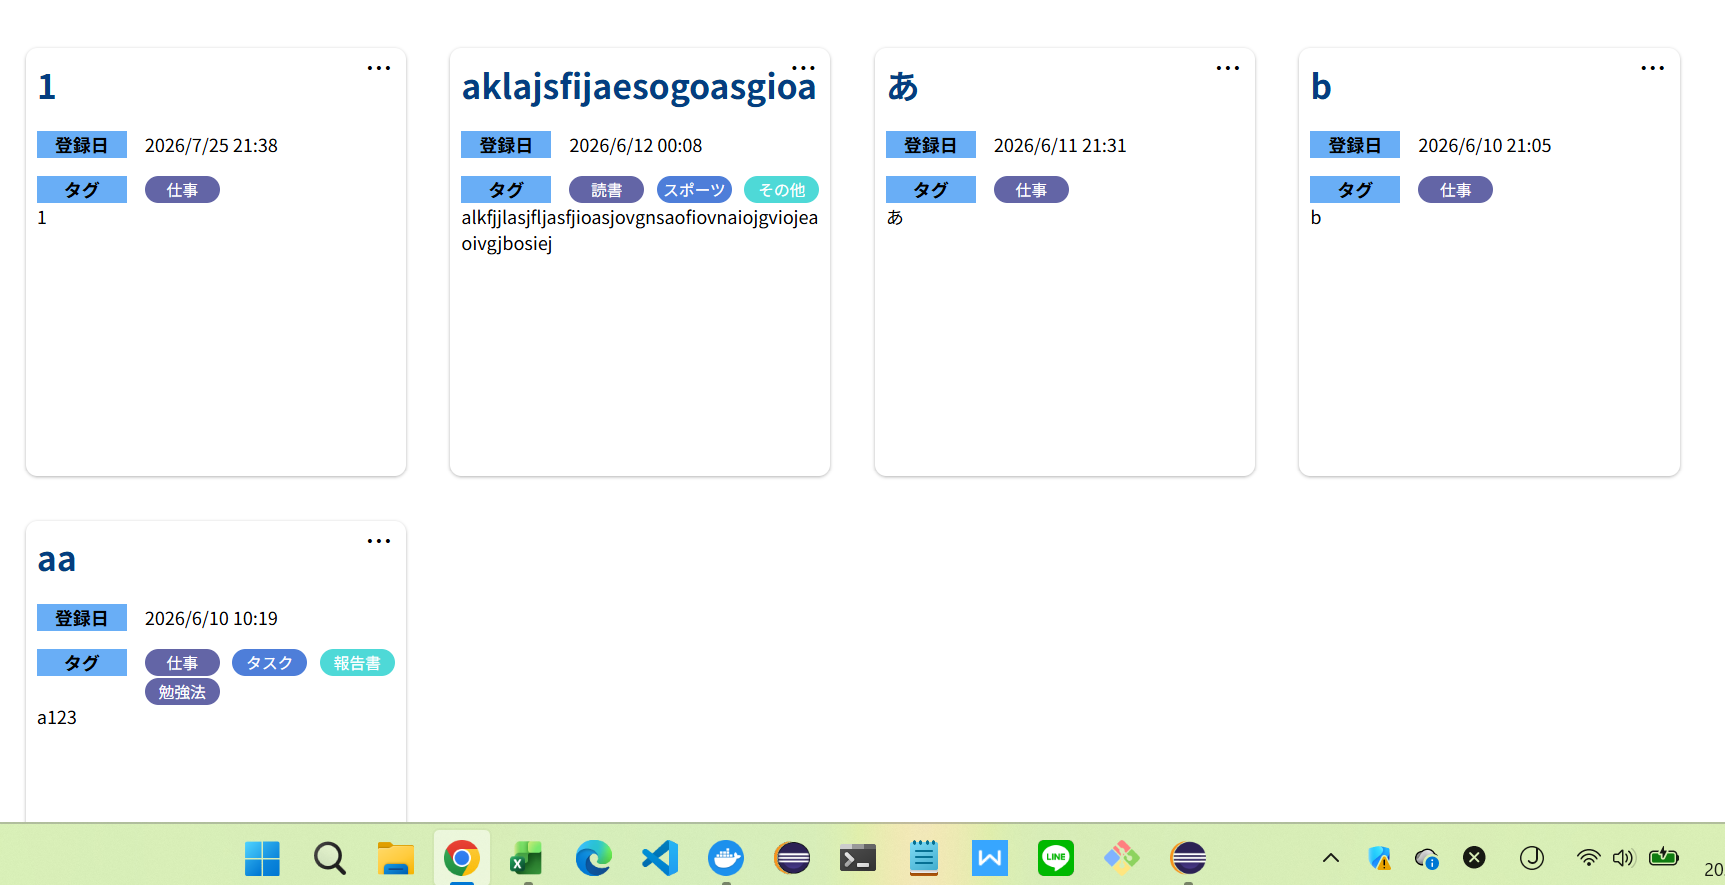 ...
1
登録日 2026/7/25 21:38
タグ 仕事
1
...
aklajsfijaesogoasgioa
登録日 2026/6/12 00:08
タグ 読書 スポーツ その他
alkfjjlasjfljasfjioasjovgnsaofiovnaiojgviojea
oivgjbosiej
...
あ
登録日 2026/6/11 21:31
タグ 仕事
あ
...
b
登録日 2026/6/10 21:05
タグ 仕事
b
...
aa
登録日 2026/6/10 10:19
タグ 仕事 タスク 報告書
勉強法
a123
LINE
20